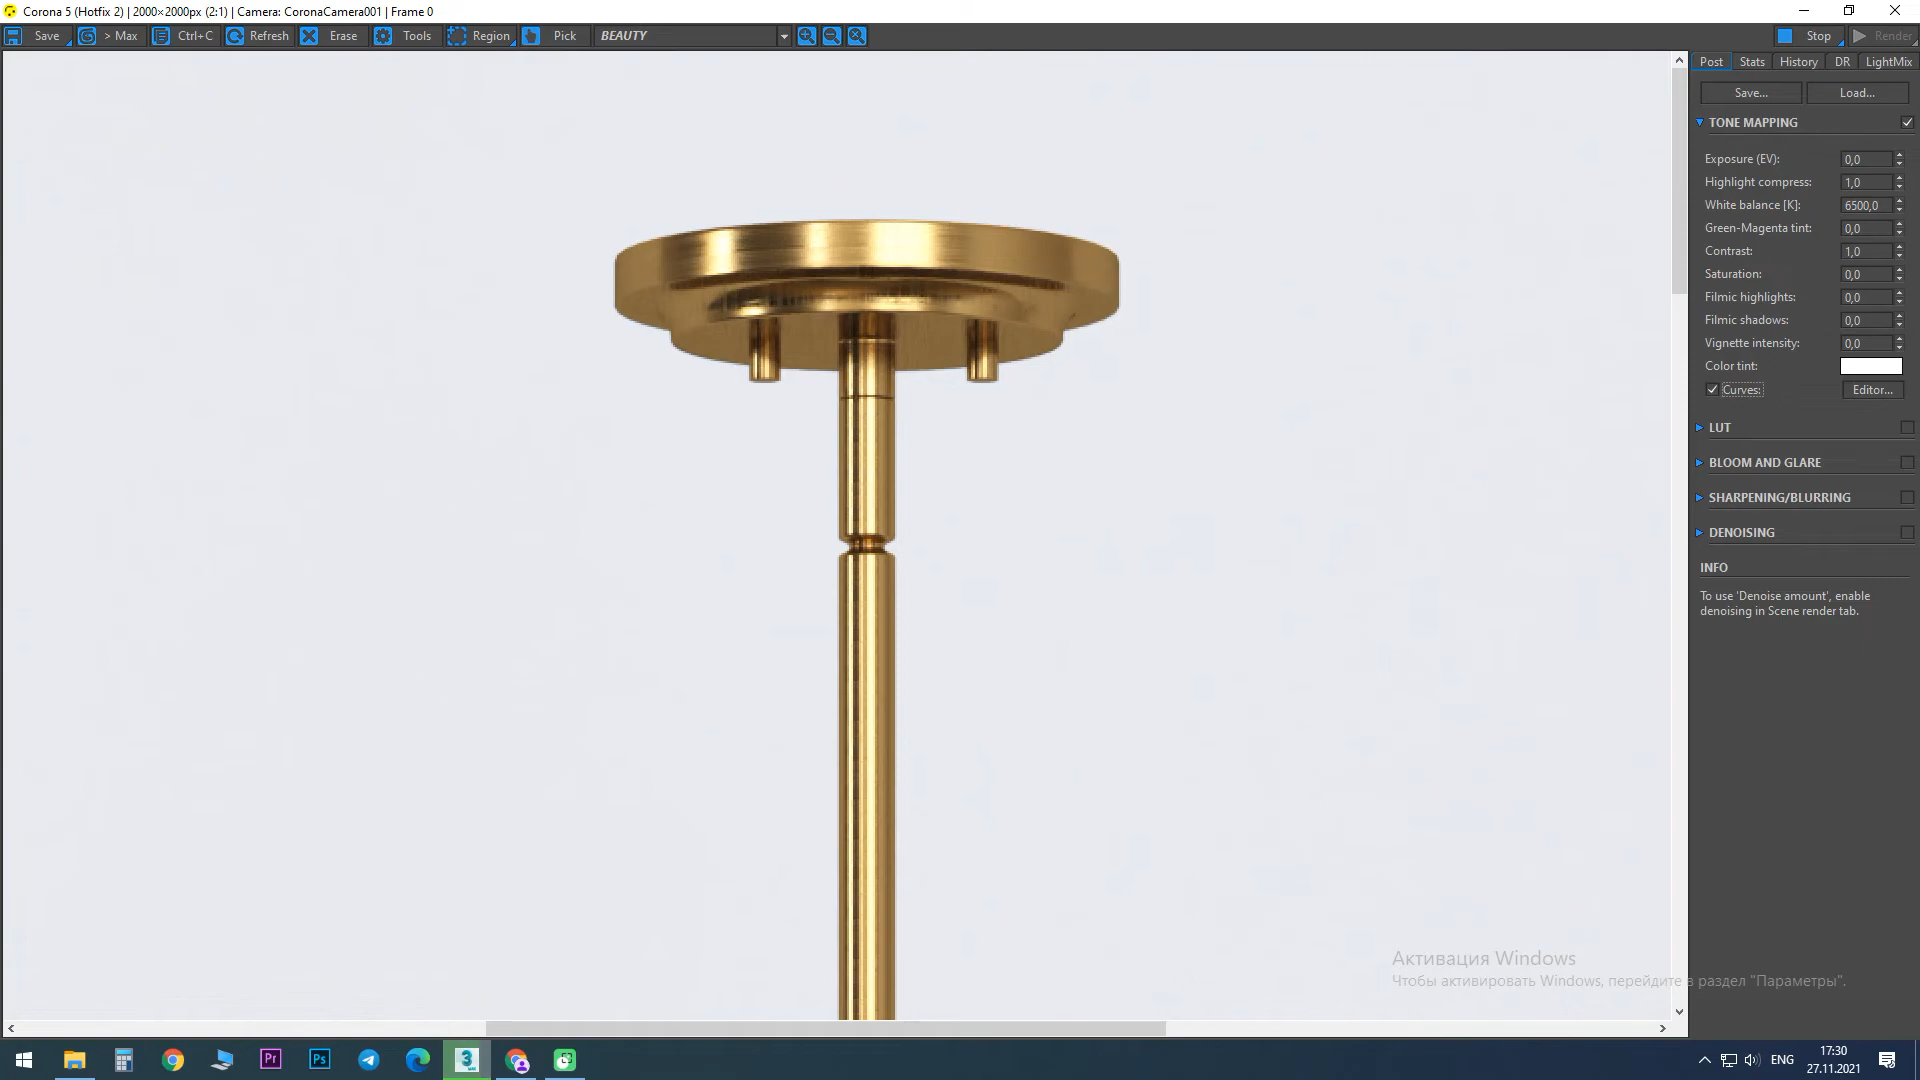 Corona 5 (Hotfix 2) | 2000×2000px (2:1) | Camera: CoronaCamera001 | Frame 0
Save > Max Ctrl+C Refresh Erase Tools Region Pick BEAUTY Stop Render
Post Stats History DR LightMix
Save... Load...
TONE MAPPING
Exposure (EV): 0,0
Highlight compress: 1,0
White balance [K]: 6500,0
Green-Magenta tint: 0,0
Contrast: 1,0
Saturation: 0,0
Filmic highlights: 0,0
Filmic shadows: 0,0
Vignette intensity: 0,0
Color tint:
Curves: Editor...
LUT
BLOOM AND GLARE
SHARPENING/BLURRING
DENOISING
INFO
To use 'Denoise amount', enable
denoising in Scene render tab.
Активация Windows
Чтобы активировать Windows, перейдите в раздел "Параметры".
Pr Ps 3 ENG 17:30
27.11.2021